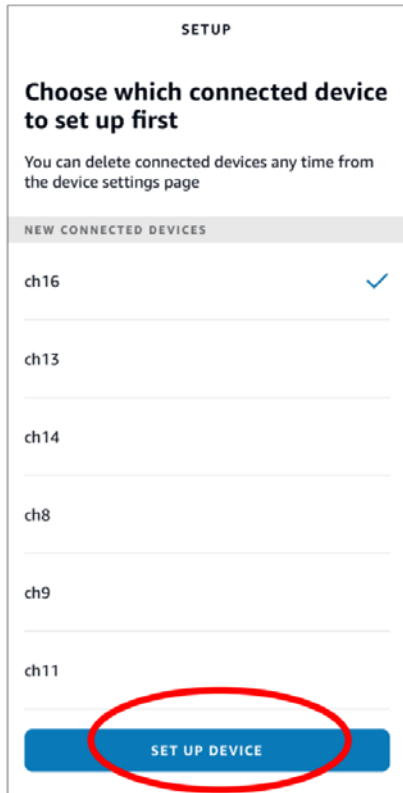 SETUP
Choose which connected device
to set up first
You can delete connected devices any time from
the device settings page
NEW CONNECTED DEVICES
ch16
ch13
ch14
ch8
ch9
ch11
SET UP DEVICE